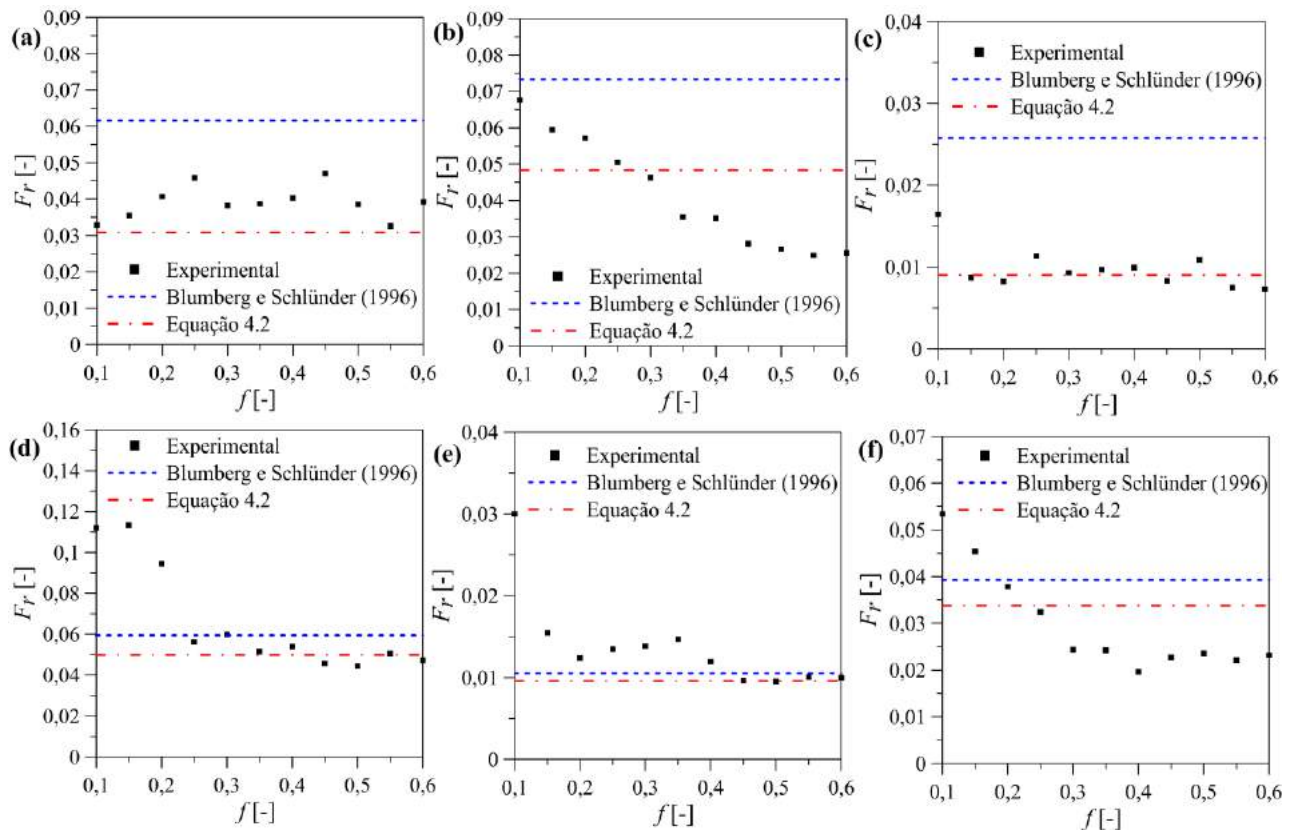 (a)
0,09
0,08
0,07
0,06
0,05
0,04
0,03
0,02
0,01
0
Fr [-]
Experimental
Blumberg e Schlünder (1996)
Equação 4.2
0,1 0,2 0,3 0,4 0,5 0,6
f [-]
(b)
0,09
0,08
0,07
0,06
0,05
0,04
0,03
0,02
0,01
0
Fr [-]
Experimental
Blumberg e Schlünder (1996)
Equação 4.2
0,1 0,2 0,3 0,4 0,5 0,6
f [-]
(c)
0,04
0,03
0,02
0,01
0
Fr [-]
Experimental
Blumberg e Schlünder (1996)
Equação 4.2
0,1 0,2 0,3 0,4 0,5 0,6
f [-]
(d)
0,16
0,14
0,12
0,1
0,08
0,06
0,04
0,02
0
Fr [-]
Experimental
Blumberg e Schlünder (1996)
Equação 4.2
0,1 0,2 0,3 0,4 0,5 0,6
f [-]
(e)
0,04
0,03
0,02
0,01
0
Fr [-]
Experimental
Blumberg e Schlünder (1996)
Equação 4.2
0,1 0,2 0,3 0,4 0,5 0,6
f [-]
(f)
0,07
0,06
0,05
0,04
0,03
0,02
0,01
0
Fr [-]
Experimental
Blumberg e Schlünder (1996)
Equação 4.2
0,1 0,2 0,3 0,4 0,5 0,6
f [-]